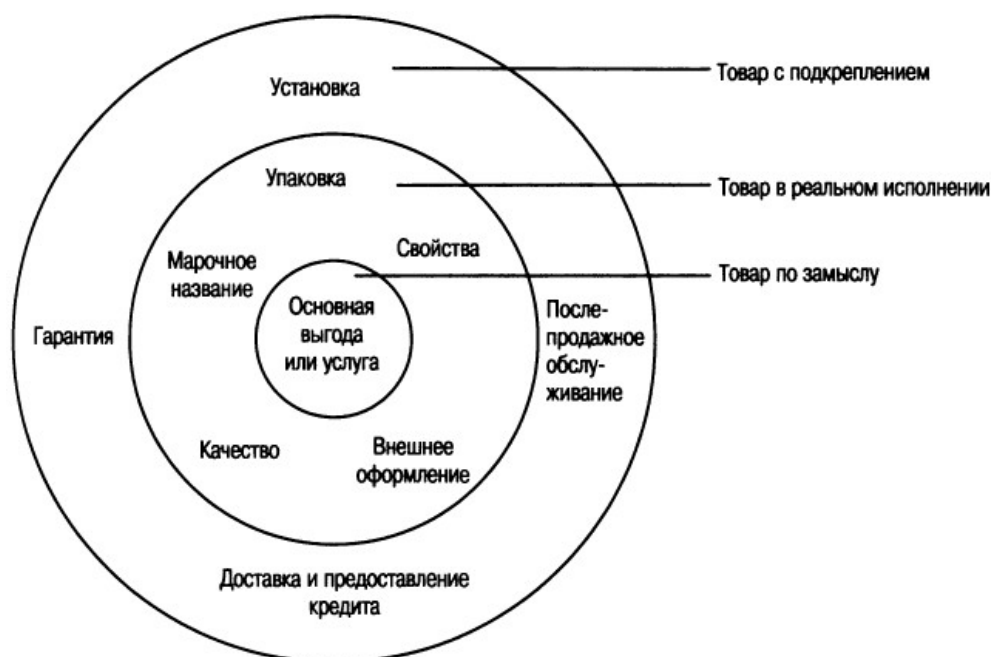 Товар с подкреплением
Установка
Упаковка
Товар в реальном исполнении
Свойства
Марочное
название
Товар по замыслу
Основная
выгода
или услуга
Гарантия
После-
продажное
обслу-
живание
Качество
Внешнее
оформление
Доставка и предоставление
кредита